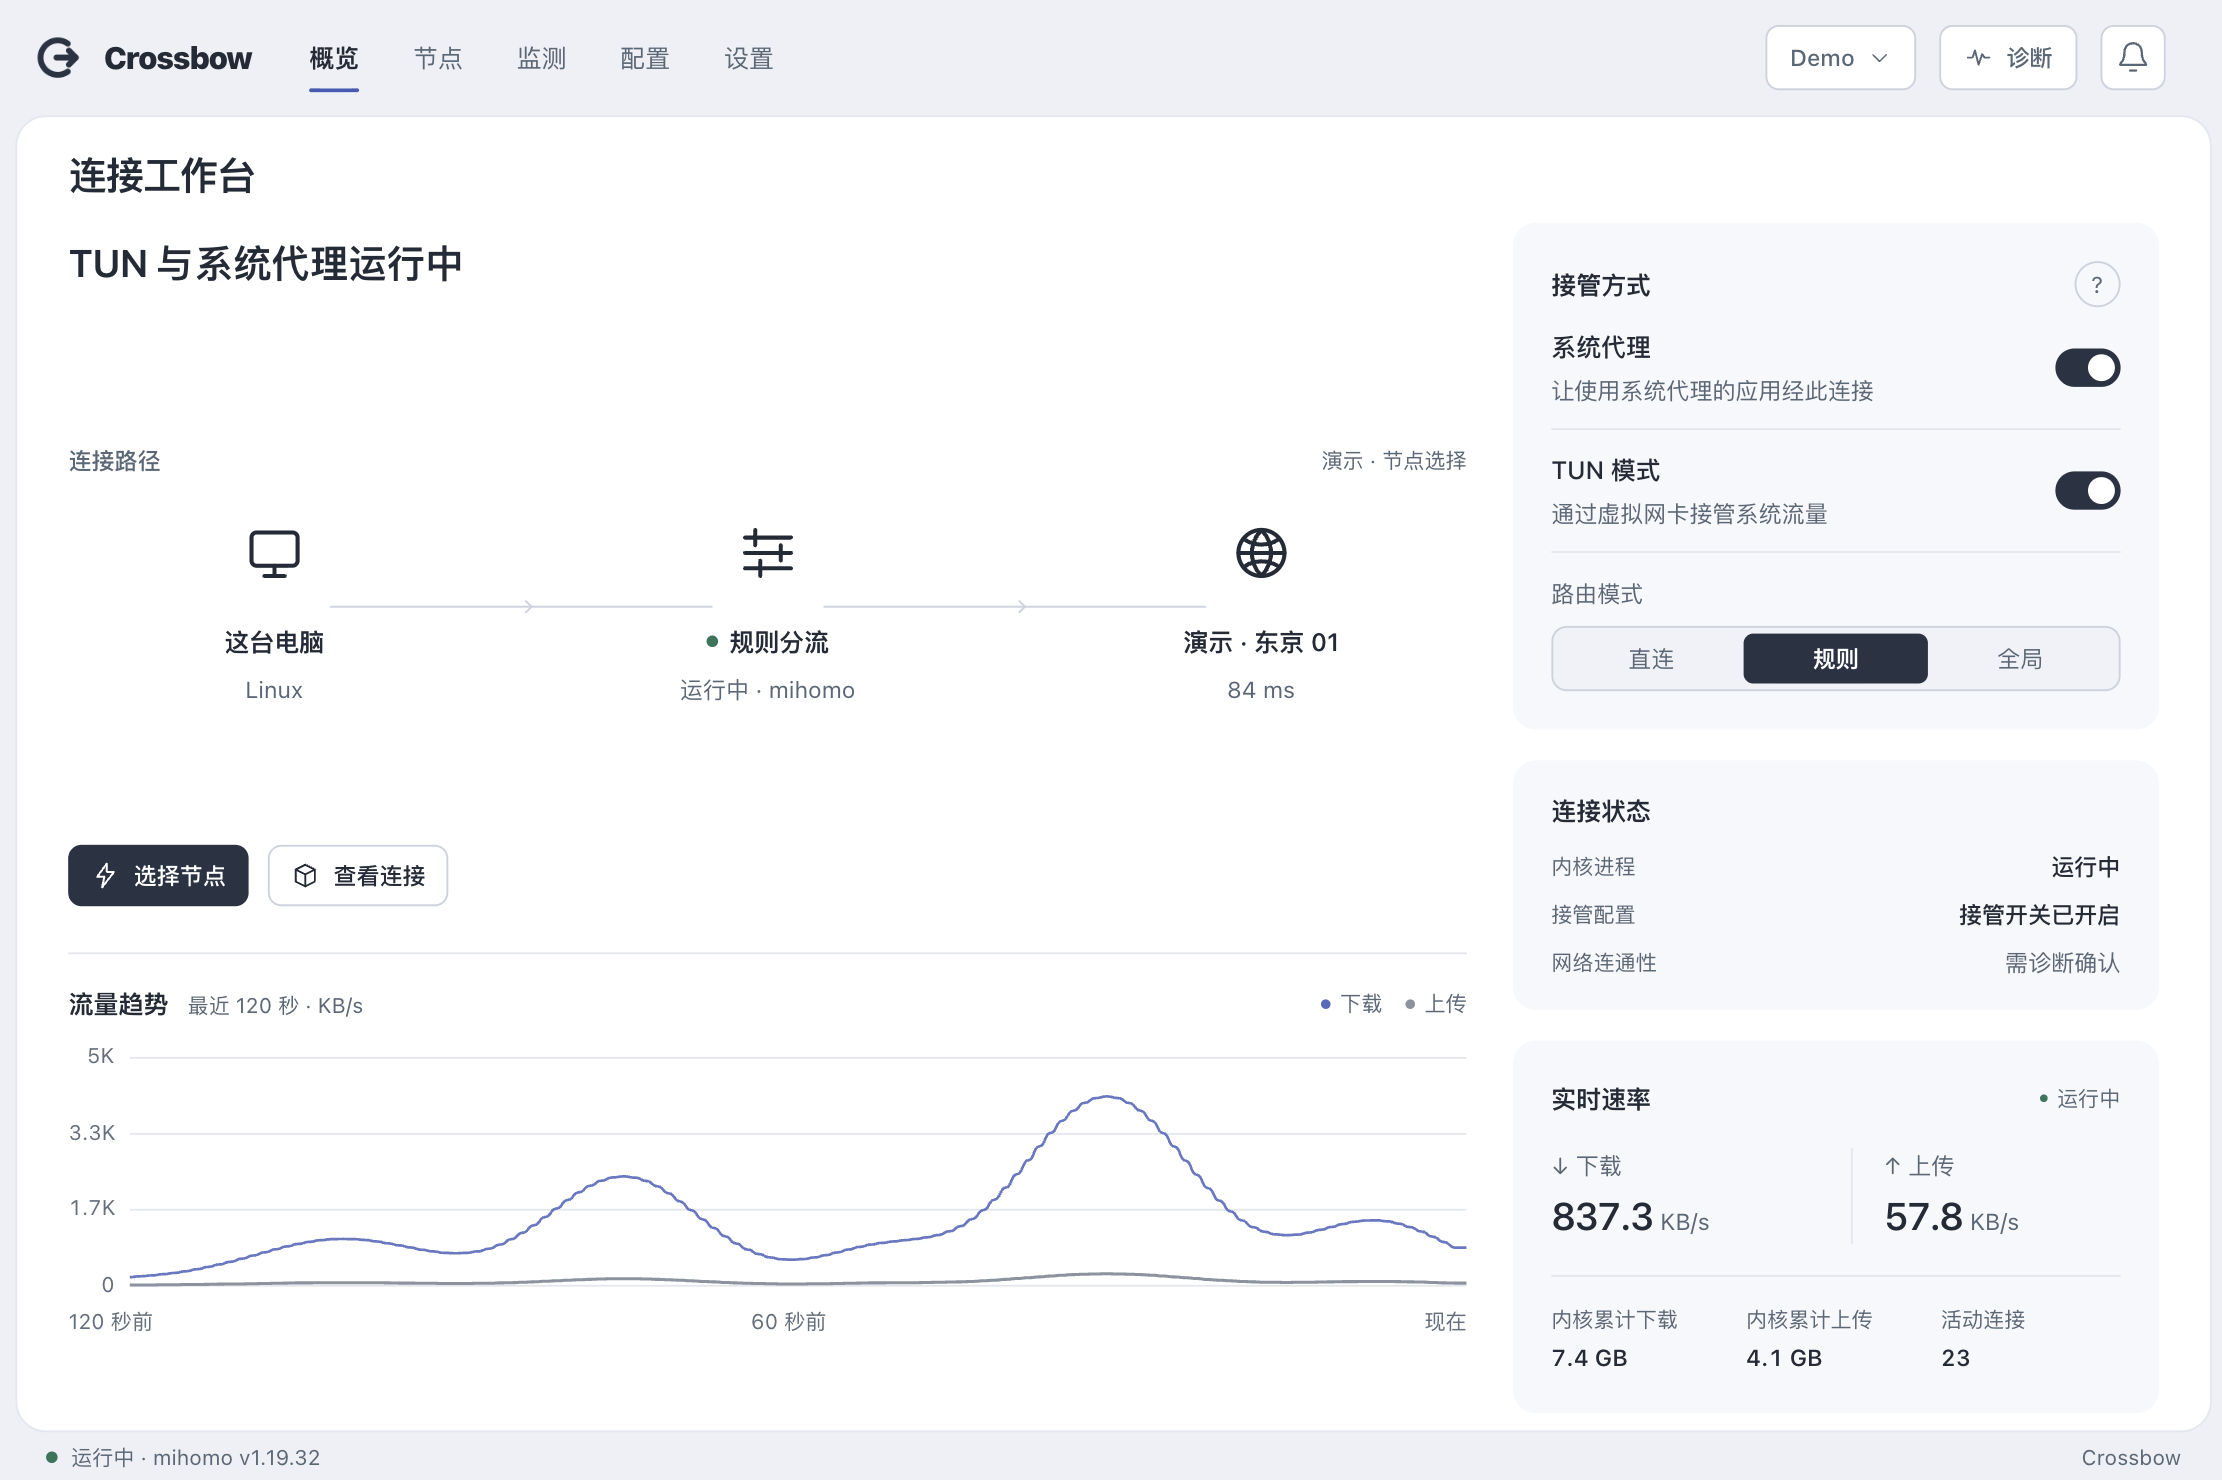 Crossbow 概览 节点 监测 配置 设置 Demo 诊断
连接工作台
TUN 与系统代理运行中
连接路径 演示 · 节点选择
这台电脑 规则分流 演示 · 东京 01
Linux 运行中 · mihomo 84 ms
选择节点 查看连接
流量趋势 最近 120 秒 · KB/s 下载 上传
5K
3.3K
1.7K
0
120 秒前 60 秒前 现在
接管方式 ?
系统代理
让使用系统代理的应用经此连接
TUN 模式
通过虚拟网卡接管系统流量
路由模式
直连 规则 全局
连接状态
内核进程 运行中
接管配置 接管开关已开启
网络连通性 需诊断确认
实时速率 运行中
↓ 下载 ↑ 上传
837.3 KB/s 57.8 KB/s
内核累计下载 内核累计上传 活动连接
7.4 GB 4.1 GB 23
运行中 · mihomo v1.19.32 Crossbow